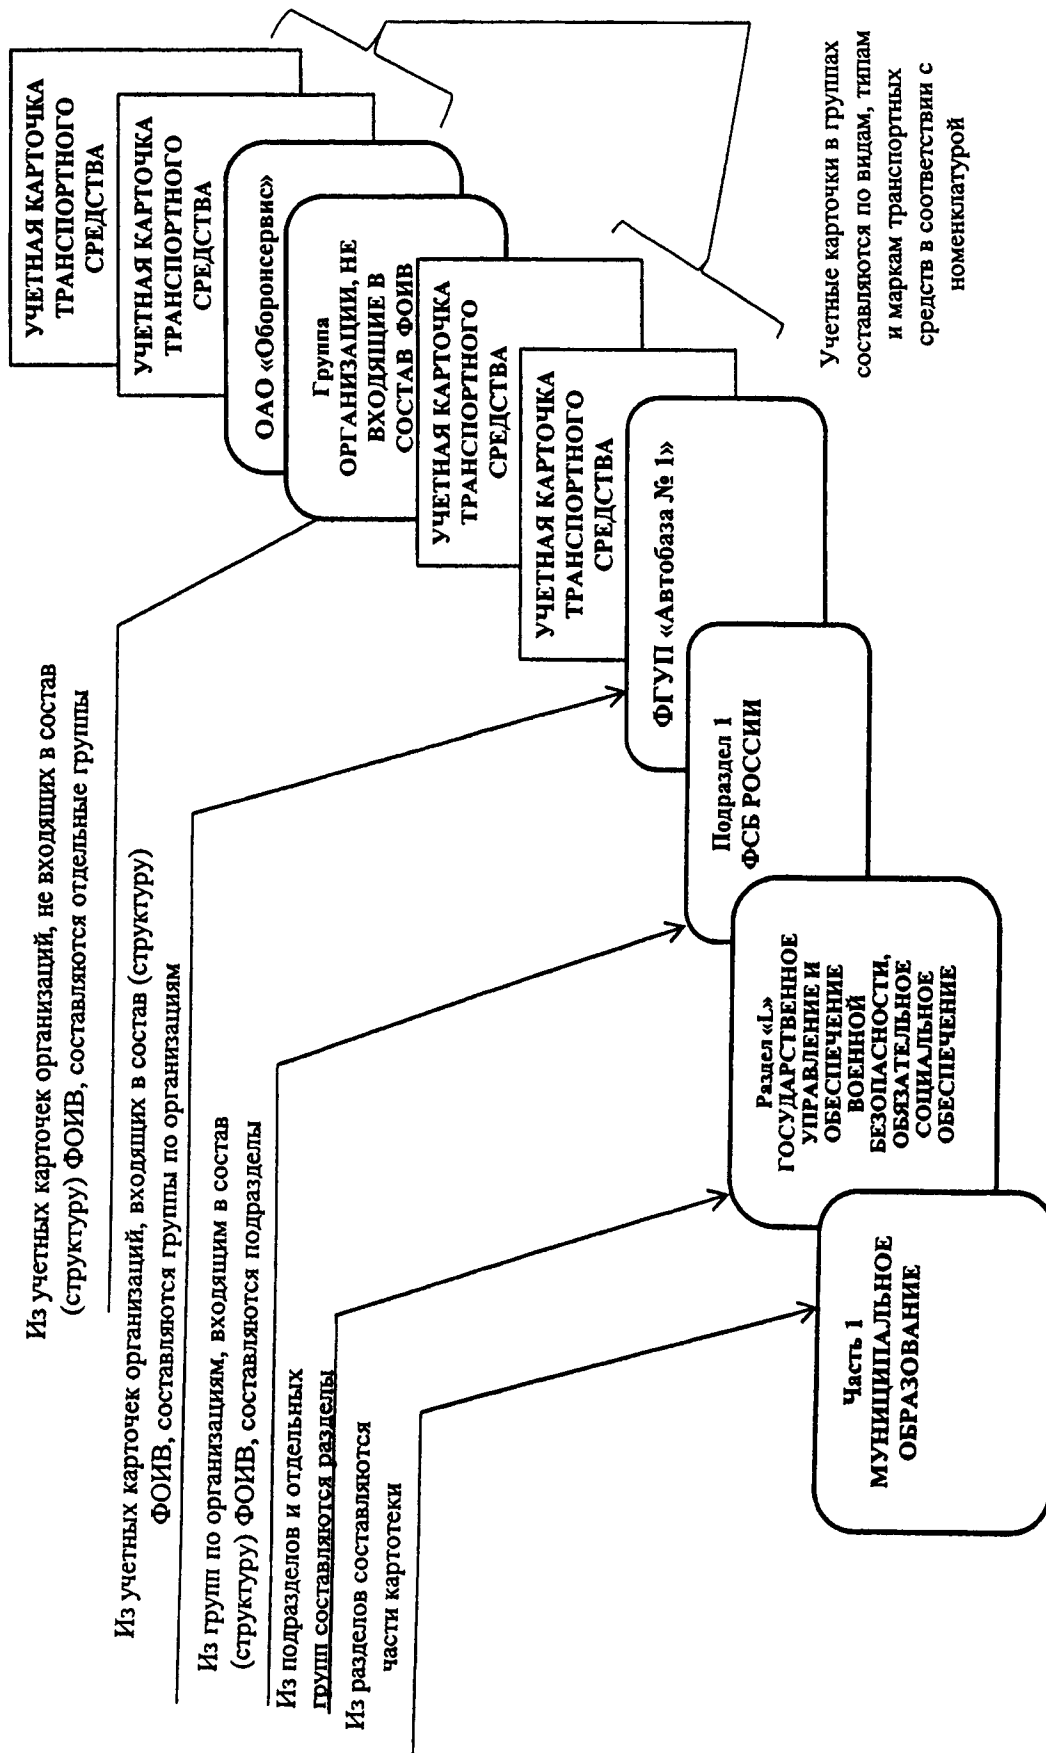 Из учетных карточек организаций, не входящих в состав
(структуру) ФОИВ, составляются отдельные группы
Из учетных карточек организаций, входящих в состав (структуру)
ФОИВ, составляются группы по организациям
Из групп по организациям, входящим в состав
(структуру) ФОИВ, составляются подразделы
Из подразделов и отдельных
групп составляются разделы
Из разделов составляются
части картотеки
УЧЕТНАЯ КАРТОЧКА
ТРАНСПОРТНОГО
СРЕДСТВА
УЧЕТНАЯ КАРТОЧКА
ТРАНСПОРТНОГО
СРЕДСТВА
ОАО «Оборонсервис»
Группа
ОРГАНИЗАЦИИ, НЕ
ВХОДЯЩИЕ В
СОСТАВ ФОИВ
УЧЕТНАЯ КАРТОЧКА
ТРАНСПОРТНОГО
СРЕДСТВА
УЧЕТНАЯ КАРТОЧКА
ТРАНСПОРТНОГО
СРЕДСТВА
ФГУП «Автобаза № 1»
Подраздел 1
ФСБ РОССИИ
Раздел «L»
ГОСУДАРСТВЕННОЕ
УПРАВЛЕНИЕ И
ОБЕСПЕЧЕНИЕ
ВОЕННОЙ
БЕЗОПАСНОСТИ,
ОБЯЗАТЕЛЬНОЕ
СОЦИАЛЬНОЕ
ОБЕСПЕЧЕНИЕ
Часть 1
МУНИЦИПАЛЬНОЕ
ОБРАЗОВАНИЕ
Учетные карточки в группах
составляются по видам, типам
и маркам транспортных
средств в соответствии с
номенклатурой